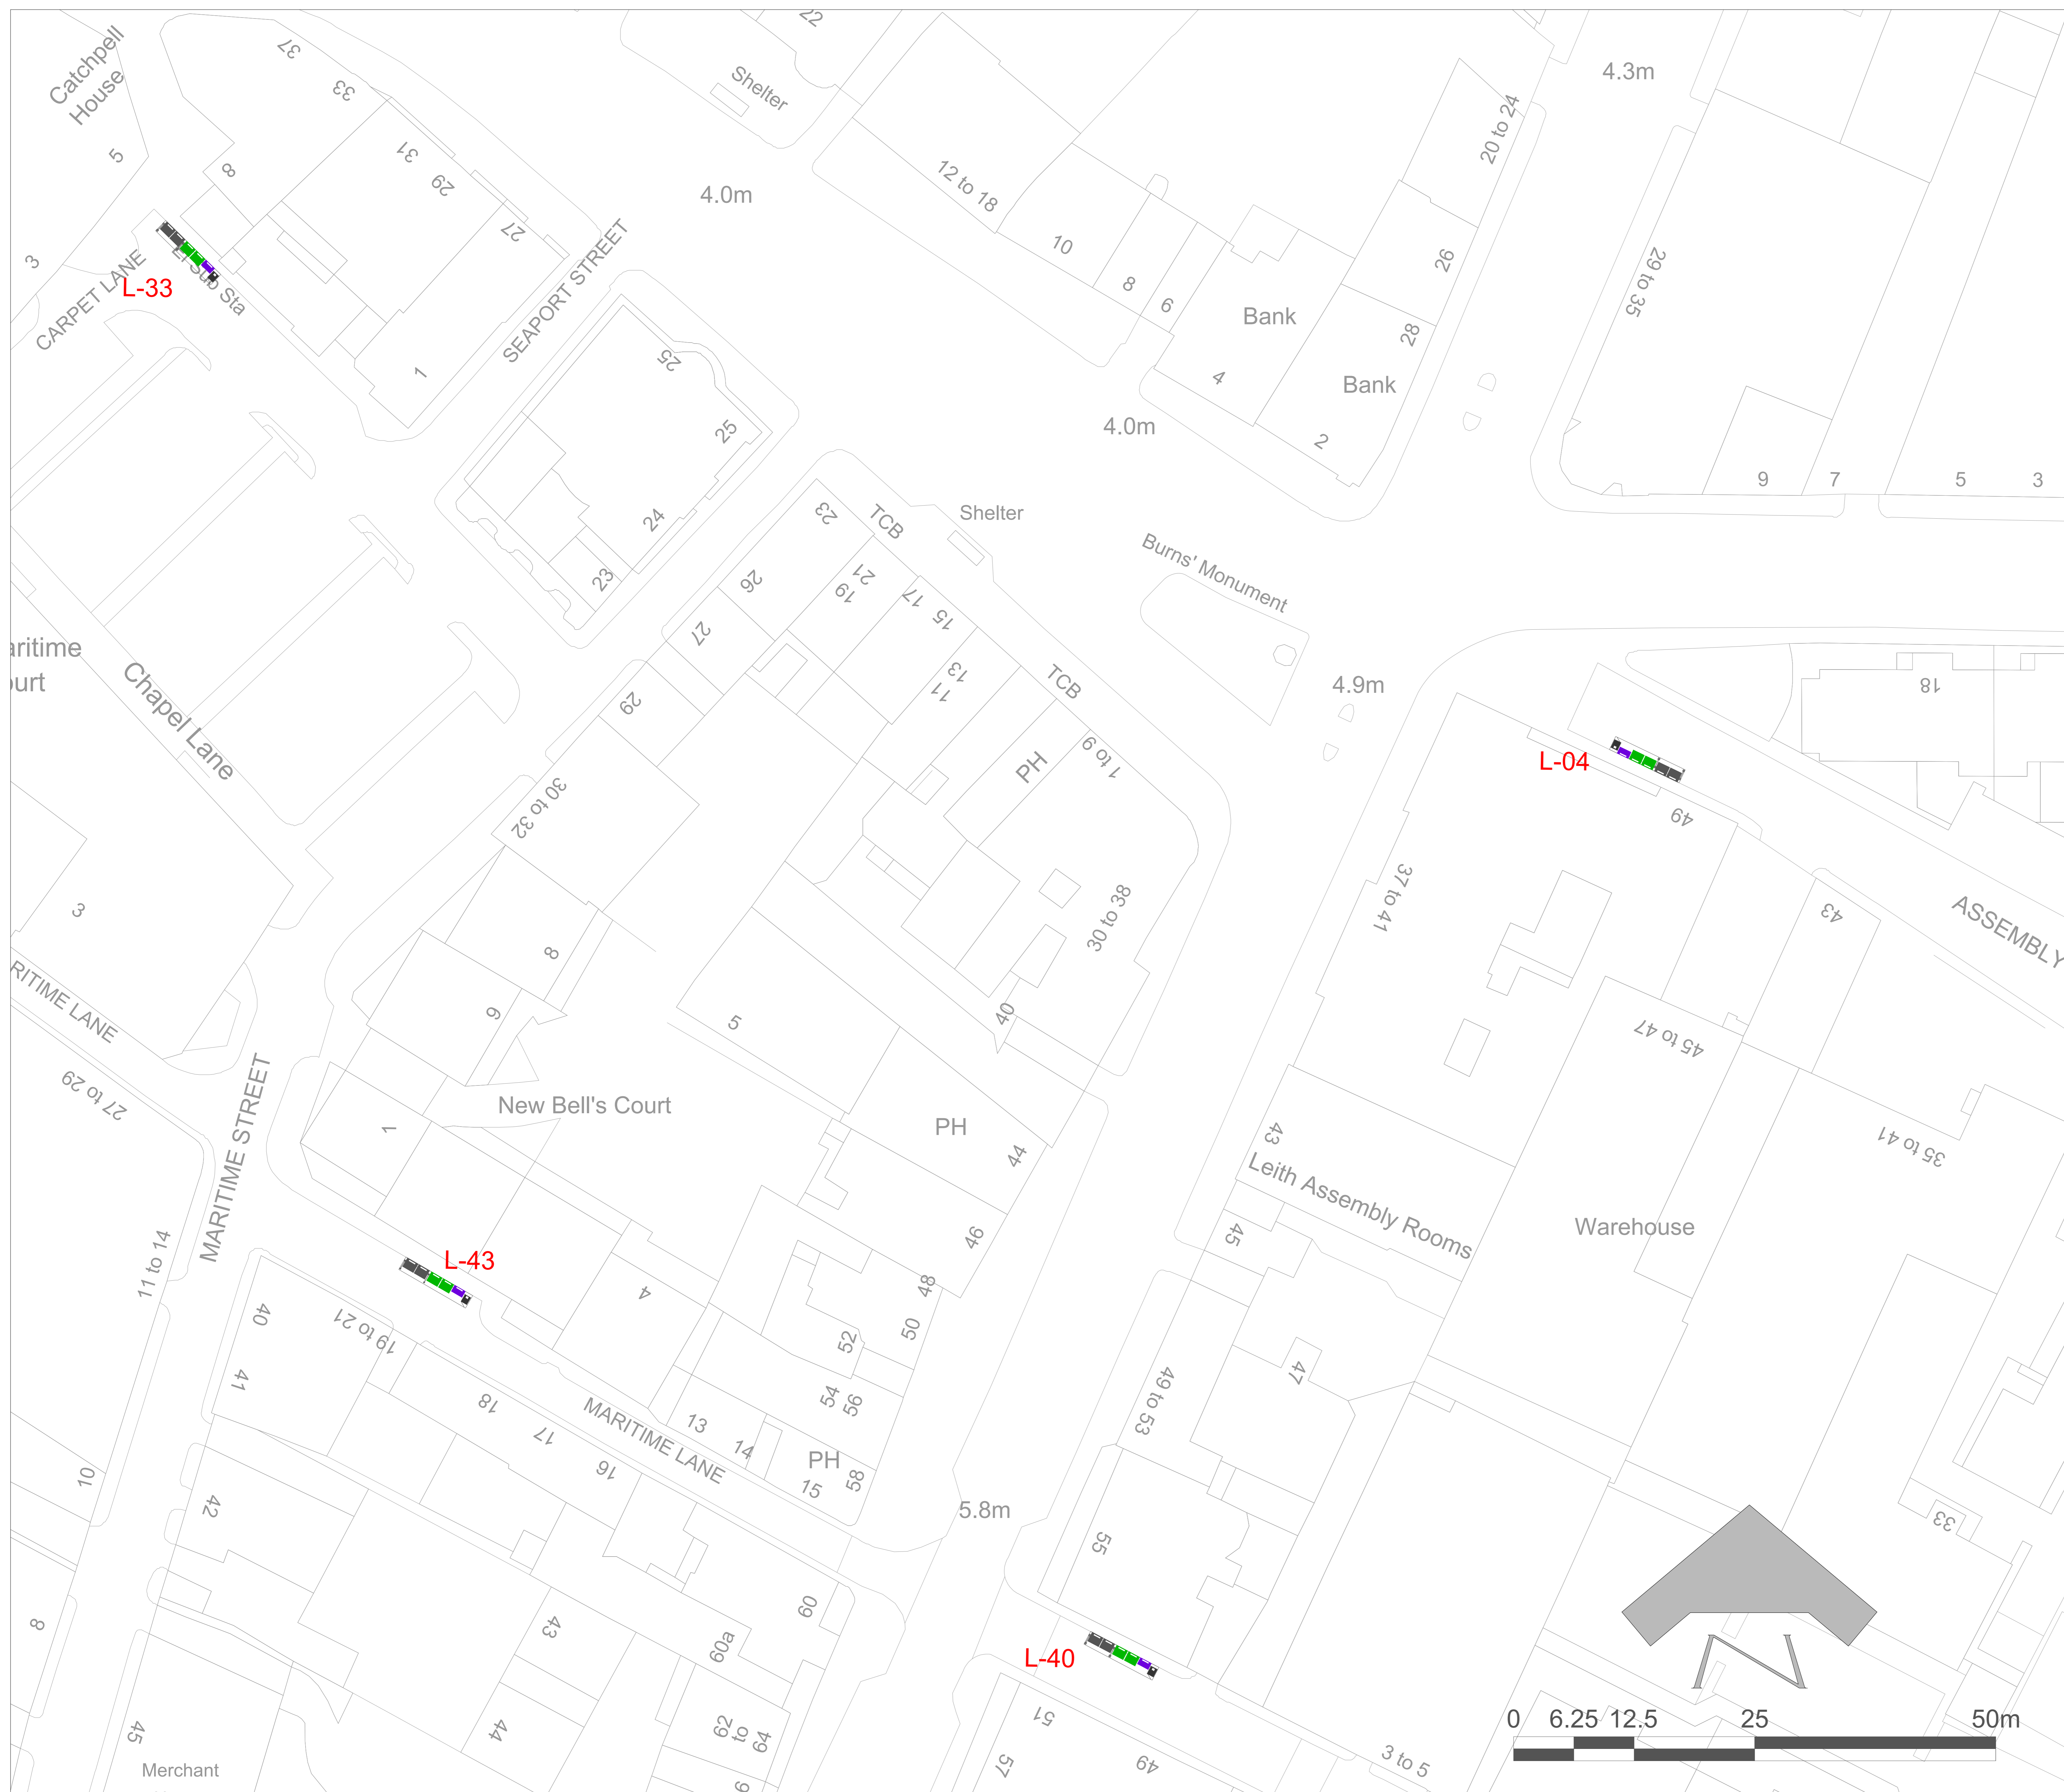 22
Catchpell
House
37
33
Shelter
4.3m
20 to 24
5
31
29
8
12 to 18
4.0m
27
10
8
6
26
29 to 35
3
El Sub Sta
CARPET LANE
L-33
SEAPORT STREET
Bank
28
25
1
4
Bank
4.0m
2
25
9
7
5
3
24
23
TCB
Shelter
Burns' Monument
26
21
19
17
15
23
27
13
11
aritime
ourt
Chapel Lane
29
TCB
4.9m
18
1 to 9
PH
L-04
30 to 32
49
37 to 41
43
ASSEMBLY
3
30 to 38
8
6
40
RITIME LANE
5
45 to 47
27 to 29
MARITIME STREET
New Bell's Court
1
PH
44
43
35 to 41
Leith Assembly Rooms
Warehouse
46
45
11 to 14
L-43
4
48
50
52
40
19 to 21
41
47
49 to 53
54
56
18
17
16
MARITIME LANE
13
14
15
PH
58
10
42
5.8m
55
33
8
43
60
60a
L-40
44
62
to
64
45
51
49
57
3 to 5
Merchant
9
N
0
6.25
12.5
25
50m